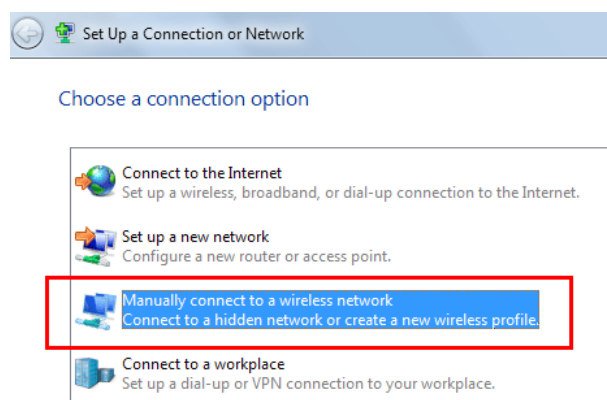 Set Up a Connection or Network
Choose a connection option
Connect to the Internet
Set up a wireless, broadband, or dial-up connection to the Internet.
Set up a new network
Configure a new router or access point.
Manually connect to a wireless network
Connect to a hidden network or create a new wireless profile.
Connect to a workplace
Set up a dial-up or VPN connection to your workplace.